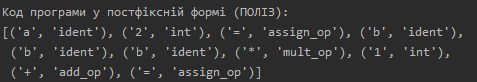 Код програми у постфіксній формі (ПОЛІЗ):
[('a', 'ident'), ('2', 'int'), ('=', 'assign_op'), ('b', 'ident'),
('b', 'ident'), ('b', 'ident'), ('*', 'mult_op'), ('1', 'int'),
('+', 'add_op'), ('=', 'assign_op')]